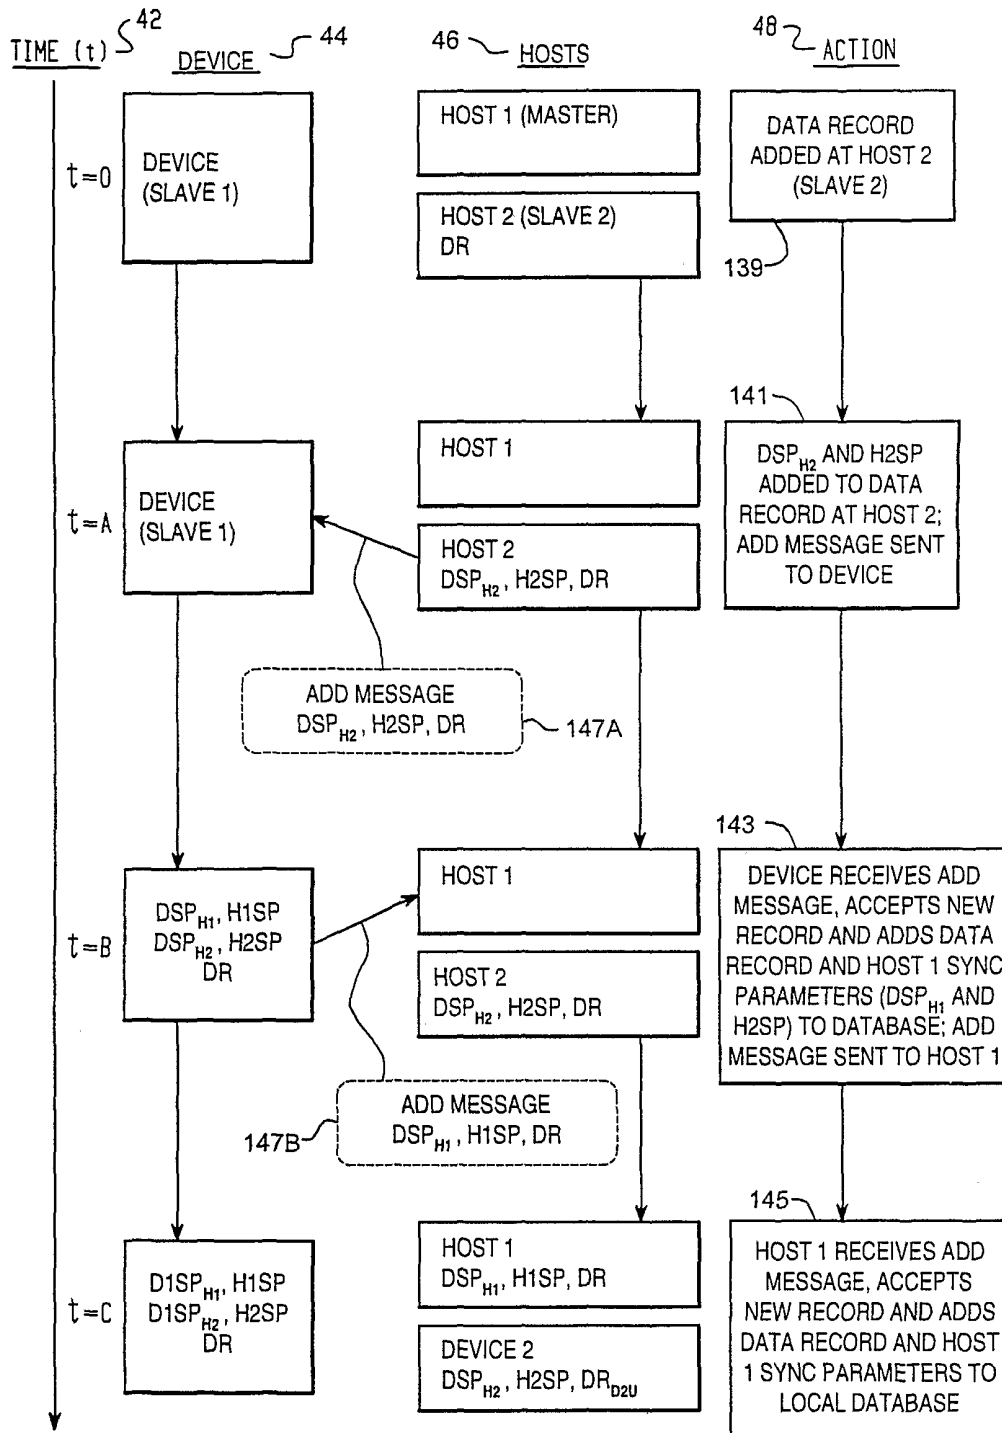 TIME (t)
42
DEVICE
44
46
HOSTS
48
ACTION
t=0
DEVICE
(SLAVE 1)
HOST 1 (MASTER)
HOST 2 (SLAVE 2)
DR
DATA RECORD
ADDED AT HOST 2
(SLAVE 2)
139
t=A
DEVICE
(SLAVE 1)
HOST 1
HOST 2
DSPH2, H2SP, DR
141
DSPH2 AND H2SP
ADDED TO DATA
RECORD AT HOST 2;
ADD MESSAGE SENT
TO DEVICE
ADD MESSAGE
DSPH2, H2SP, DR
147A
t=B
DSPH1, H1SP
DSPH2, H2SP
DR
HOST 1
HOST 2
DSPH2, H2SP, DR
143
DEVICE RECEIVES ADD
MESSAGE, ACCEPTS NEW
RECORD AND ADDS DATA
RECORD AND HOST 1 SYNC
PARAMETERS (DSPH1 AND
H2SP) TO DATABASE; ADD
MESSAGE SENT TO HOST 1
ADD MESSAGE
DSPH1, H1SP, DR
147B
t=C
D1SPH1, H1SP
D1SPH2, H2SP
DR
HOST 1
DSPH1, H1SP, DR
DEVICE 2
DSPH2, H2SP, DRD2U
145
HOST 1 RECEIVES ADD
MESSAGE, ACCEPTS
NEW RECORD AND ADDS
DATA RECORD AND HOST
1 SYNC PARAMETERS TO
LOCAL DATABASE